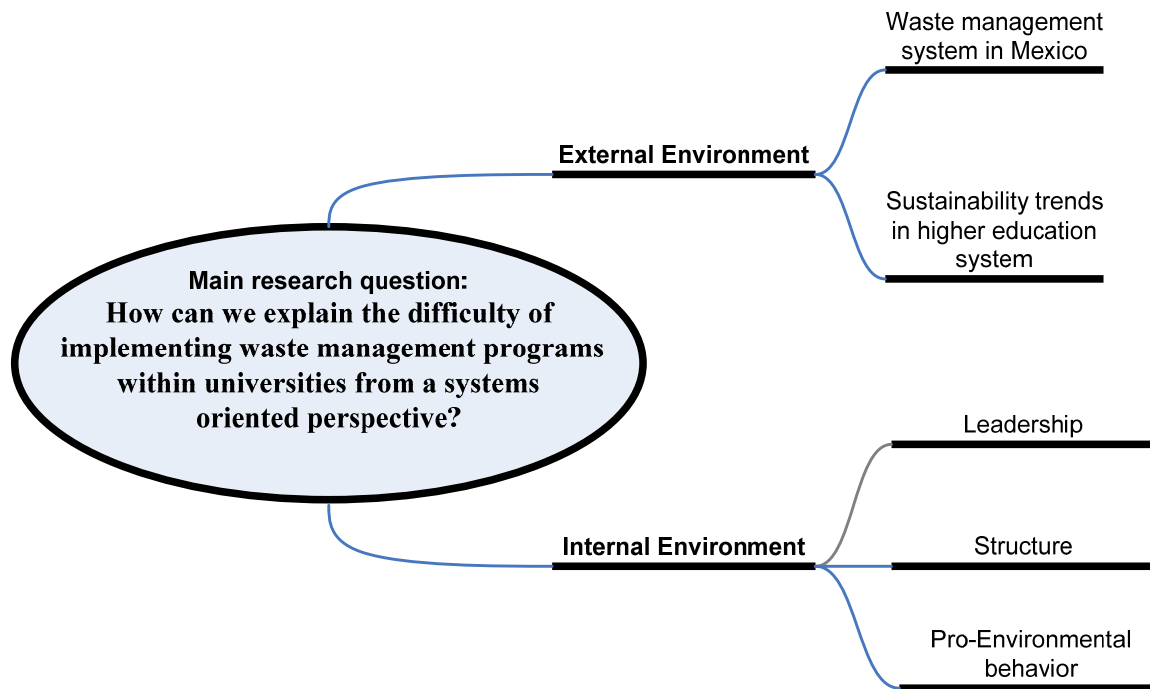 Waste management
system in Mexico
External Environment
Sustainability trends
in higher education
system
Main research question:
How can we explain the difficulty of
implementing waste management programs
within universities from a systems
oriented perspective?
Leadership
Internal Environment
Structure
Pro-Environmental
behavior